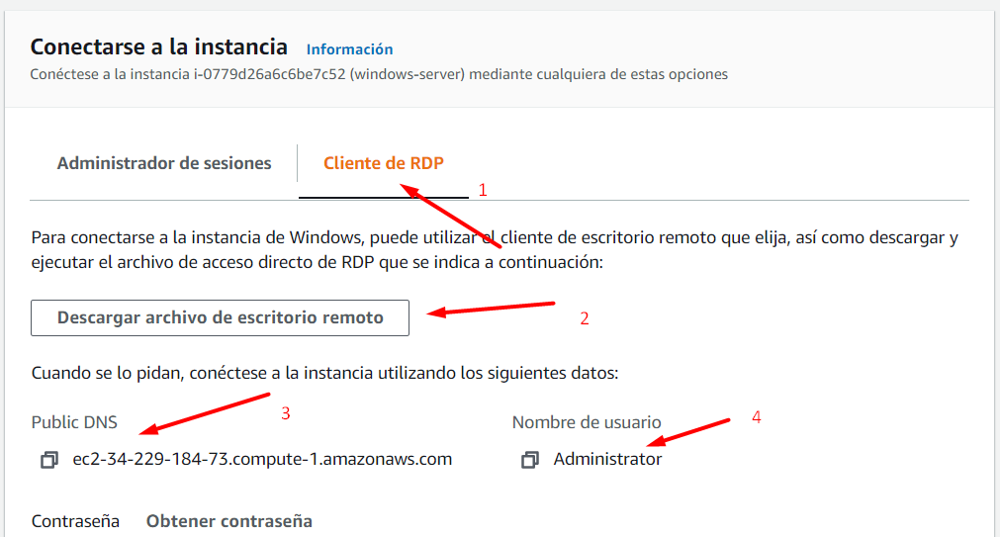 Conectarse a la instancia Información
Conéctese a la instancia i-0779d26a6c6be7c52 (windows-server) mediante cualquiera de estas opciones
Administrador de sesiones Cliente de RDP
1
Para conectarse a la instancia de Windows, puede utilizar el cliente de escritorio remoto que elija, así como descargar y
ejecutar el archivo de acceso directo de RDP que se indica a continuación:
Descargar archivo de escritorio remoto
2
Cuando se lo pidan, conéctese a la instancia utilizando los siguientes datos:
Public DNS 3 Nombre de usuario 4
ec2-34-229-184-73.compute-1.amazonaws.com Administrator
Contraseña Obtener contraseña